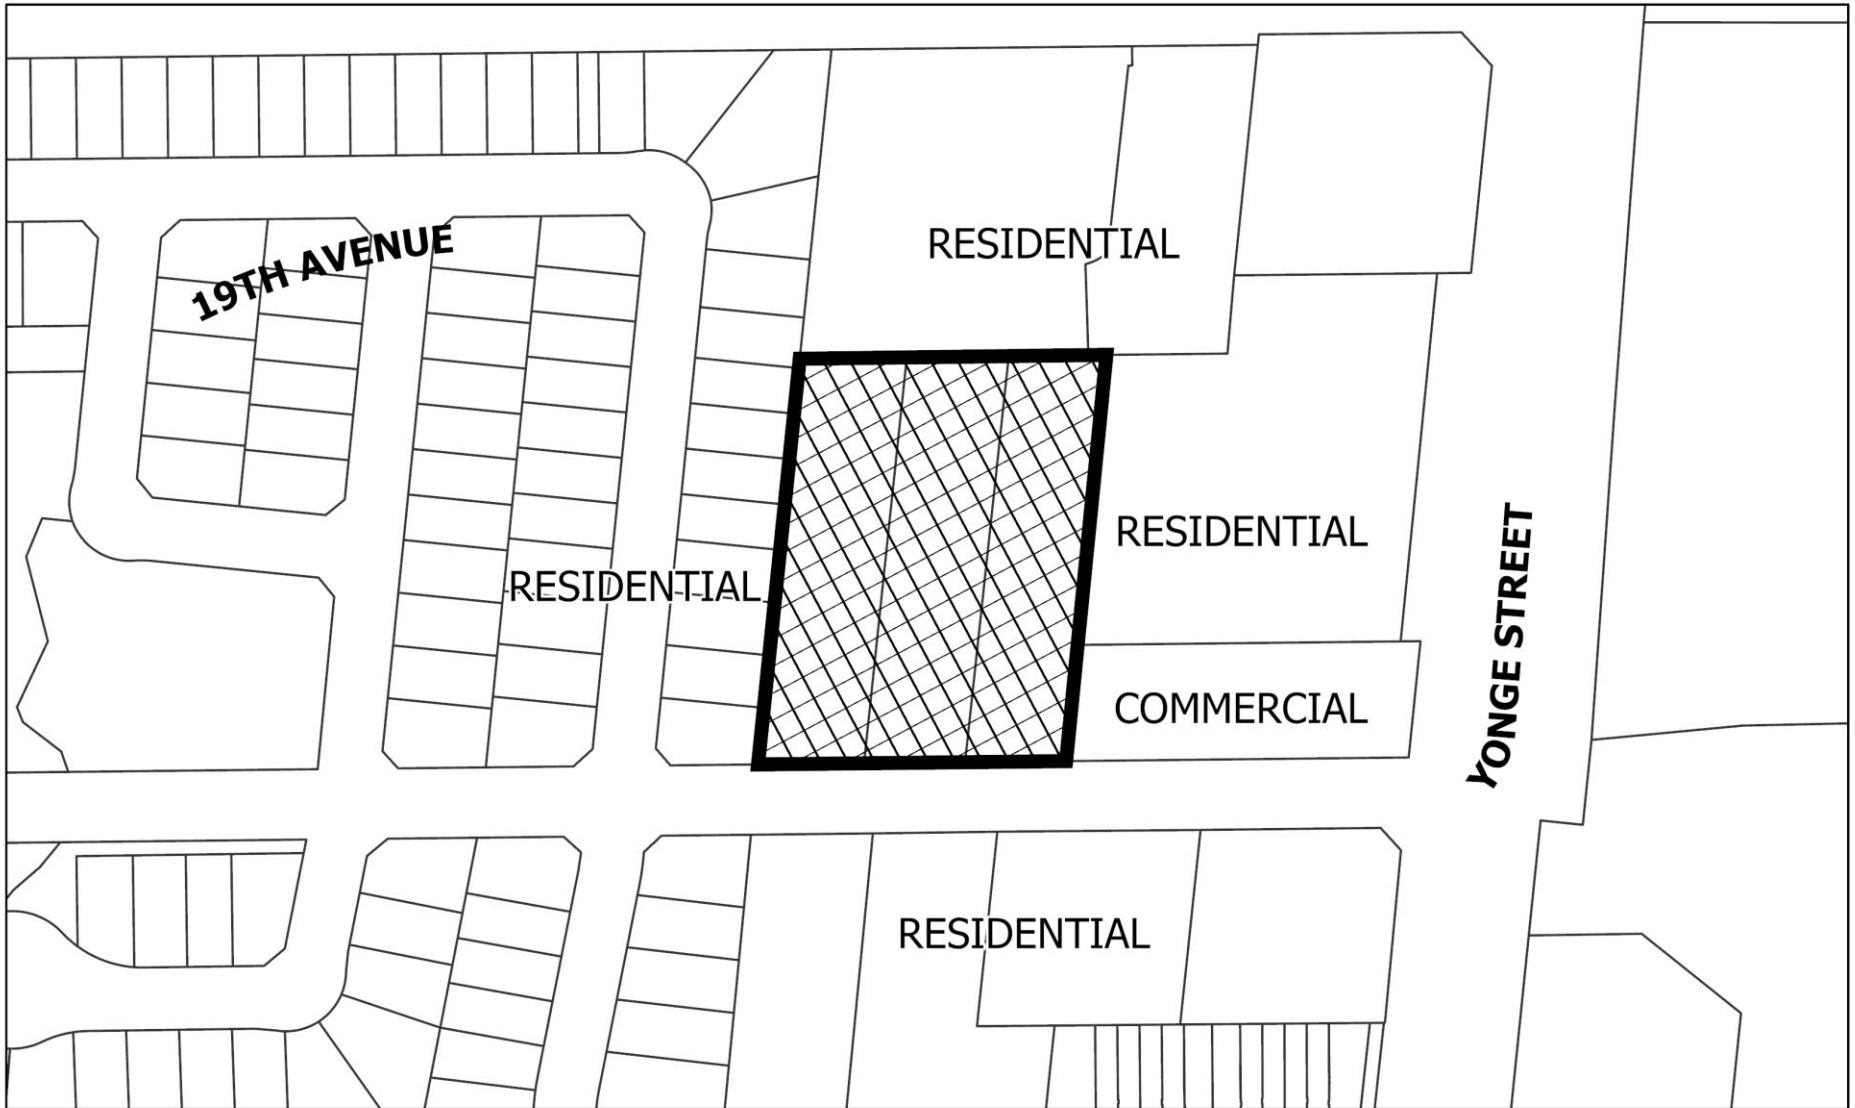 19TH AVENUE
RESIDENTIAL
RESIDENTIAL
RESIDENTIAL
YONGE STREET
COMMERCIAL
RESIDENTIAL